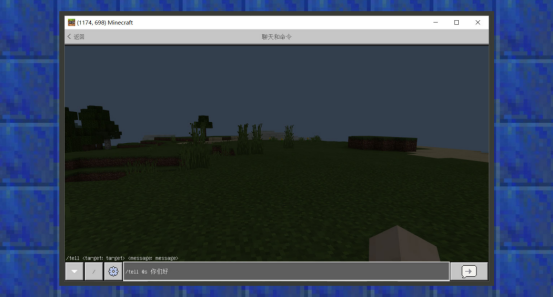 (1174, 698) Minecraft
返回
聊天和命令
/tell <target: target> <message: message>
/tell @s 你们好